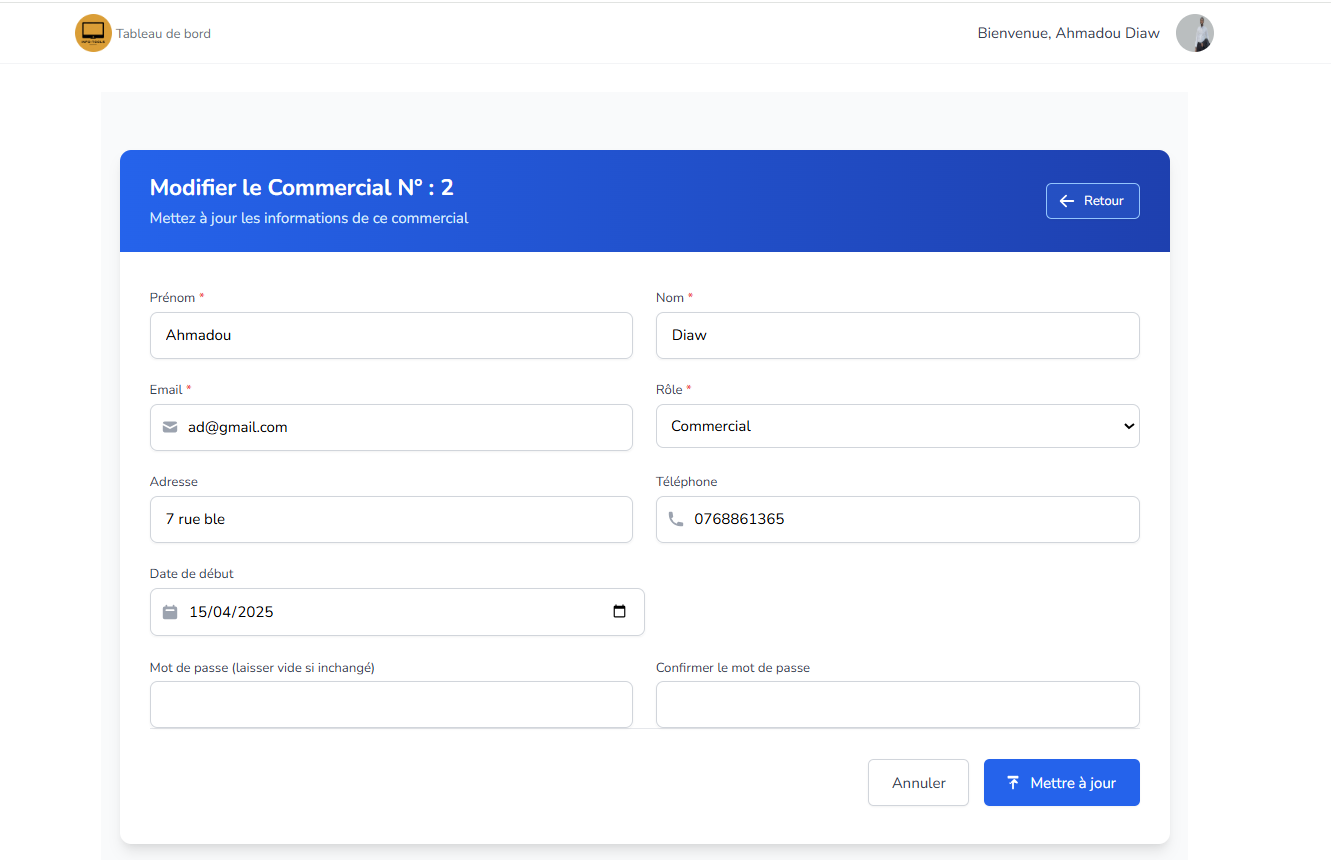 Tableau de bord
Bienvenue, Ahmadou Diaw
Modifier le Commercial N° : 2
Mettez à jour les informations de ce commercial
Retour
Prénom *
Nom *
Ahmadou
Diaw
Email *
Rôle *
ad@gmail.com
Commercial
Adresse
Téléphone
7 rue ble
0768861365
Date de début
15/04/2025
Mot de passe (laisser vide si inchangé)
Confirmer le mot de passe
Annuler
Mettre à jour